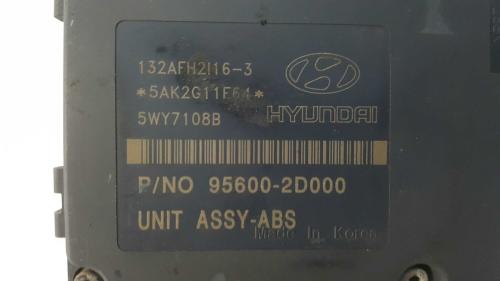 132AFH2I16-3
*5AK2G11F64*
5WY7108B
HYUNDAI
P/NO 95600-2D000
UNIT ASSY-ABS
Made In Korea